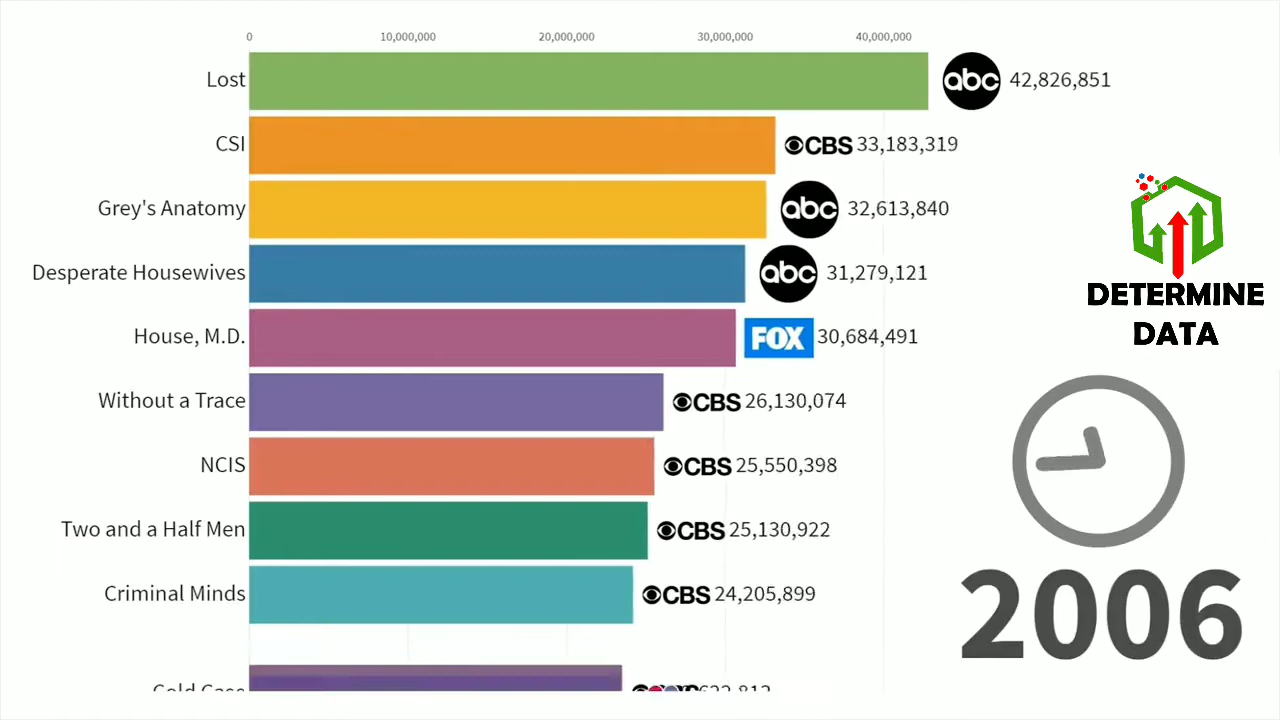 0 10,000,000 20,000,000 30,000,000 40,000,000
Lost abc 42,826,851
CSI CBS 33,183,319
Grey's Anatomy abc 32,613,840
Desperate Housewives abc 31,279,121
House, M.D. FOX 30,684,491
Without a Trace CBS 26,130,074
NCIS CBS 25,550,398
Two and a Half Men CBS 25,130,922
Criminal Minds CBS 24,205,899
Cold Case
DETERMINE
DATA
2006